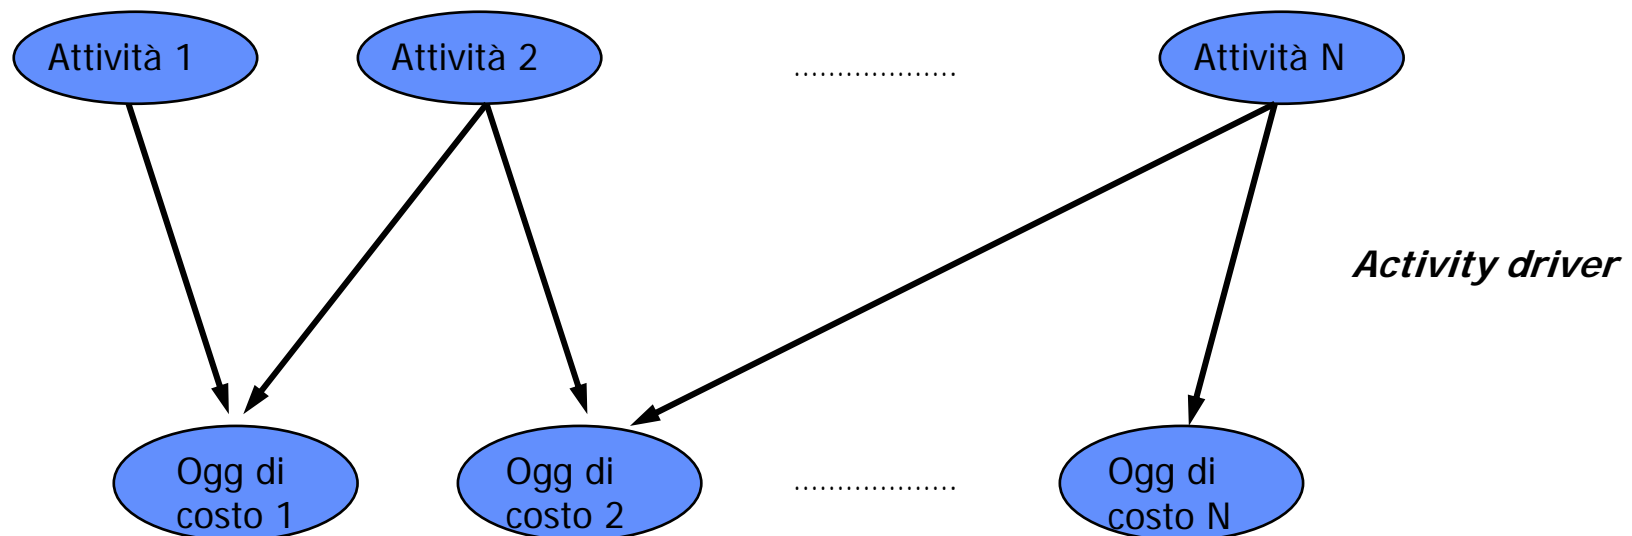 Attività 1
Attività 2
...................
Attività N
Activity driver
Ogg di
costo 1
Ogg di
costo 2
...................
Ogg di
costo N